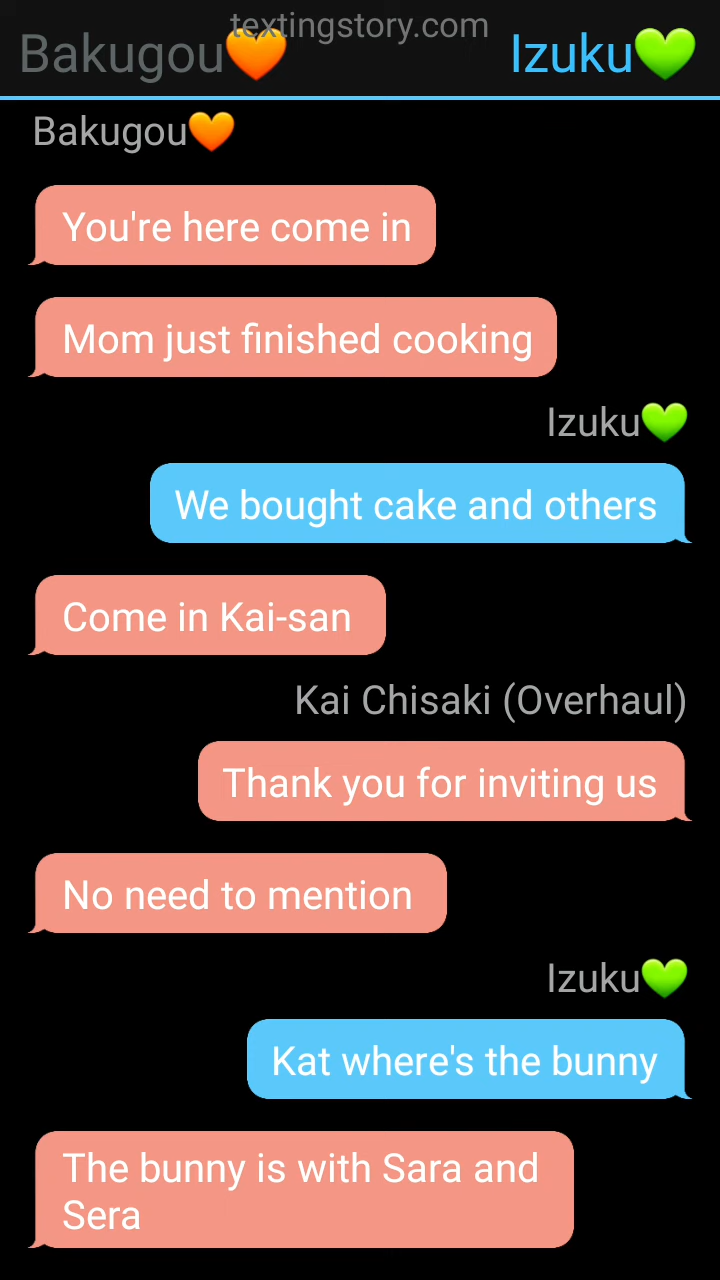 textingstory.com
Bakugou🧡 Izuku💚
Bakugou🧡
You're here come in
Mom just finished cooking
Izuku💚
We bought cake and others
Come in Kai-san
Kai Chisaki (Overhaul)
Thank you for inviting us
No need to mention
Izuku💚
Kat where's the bunny
The bunny is with Sara and
Sera